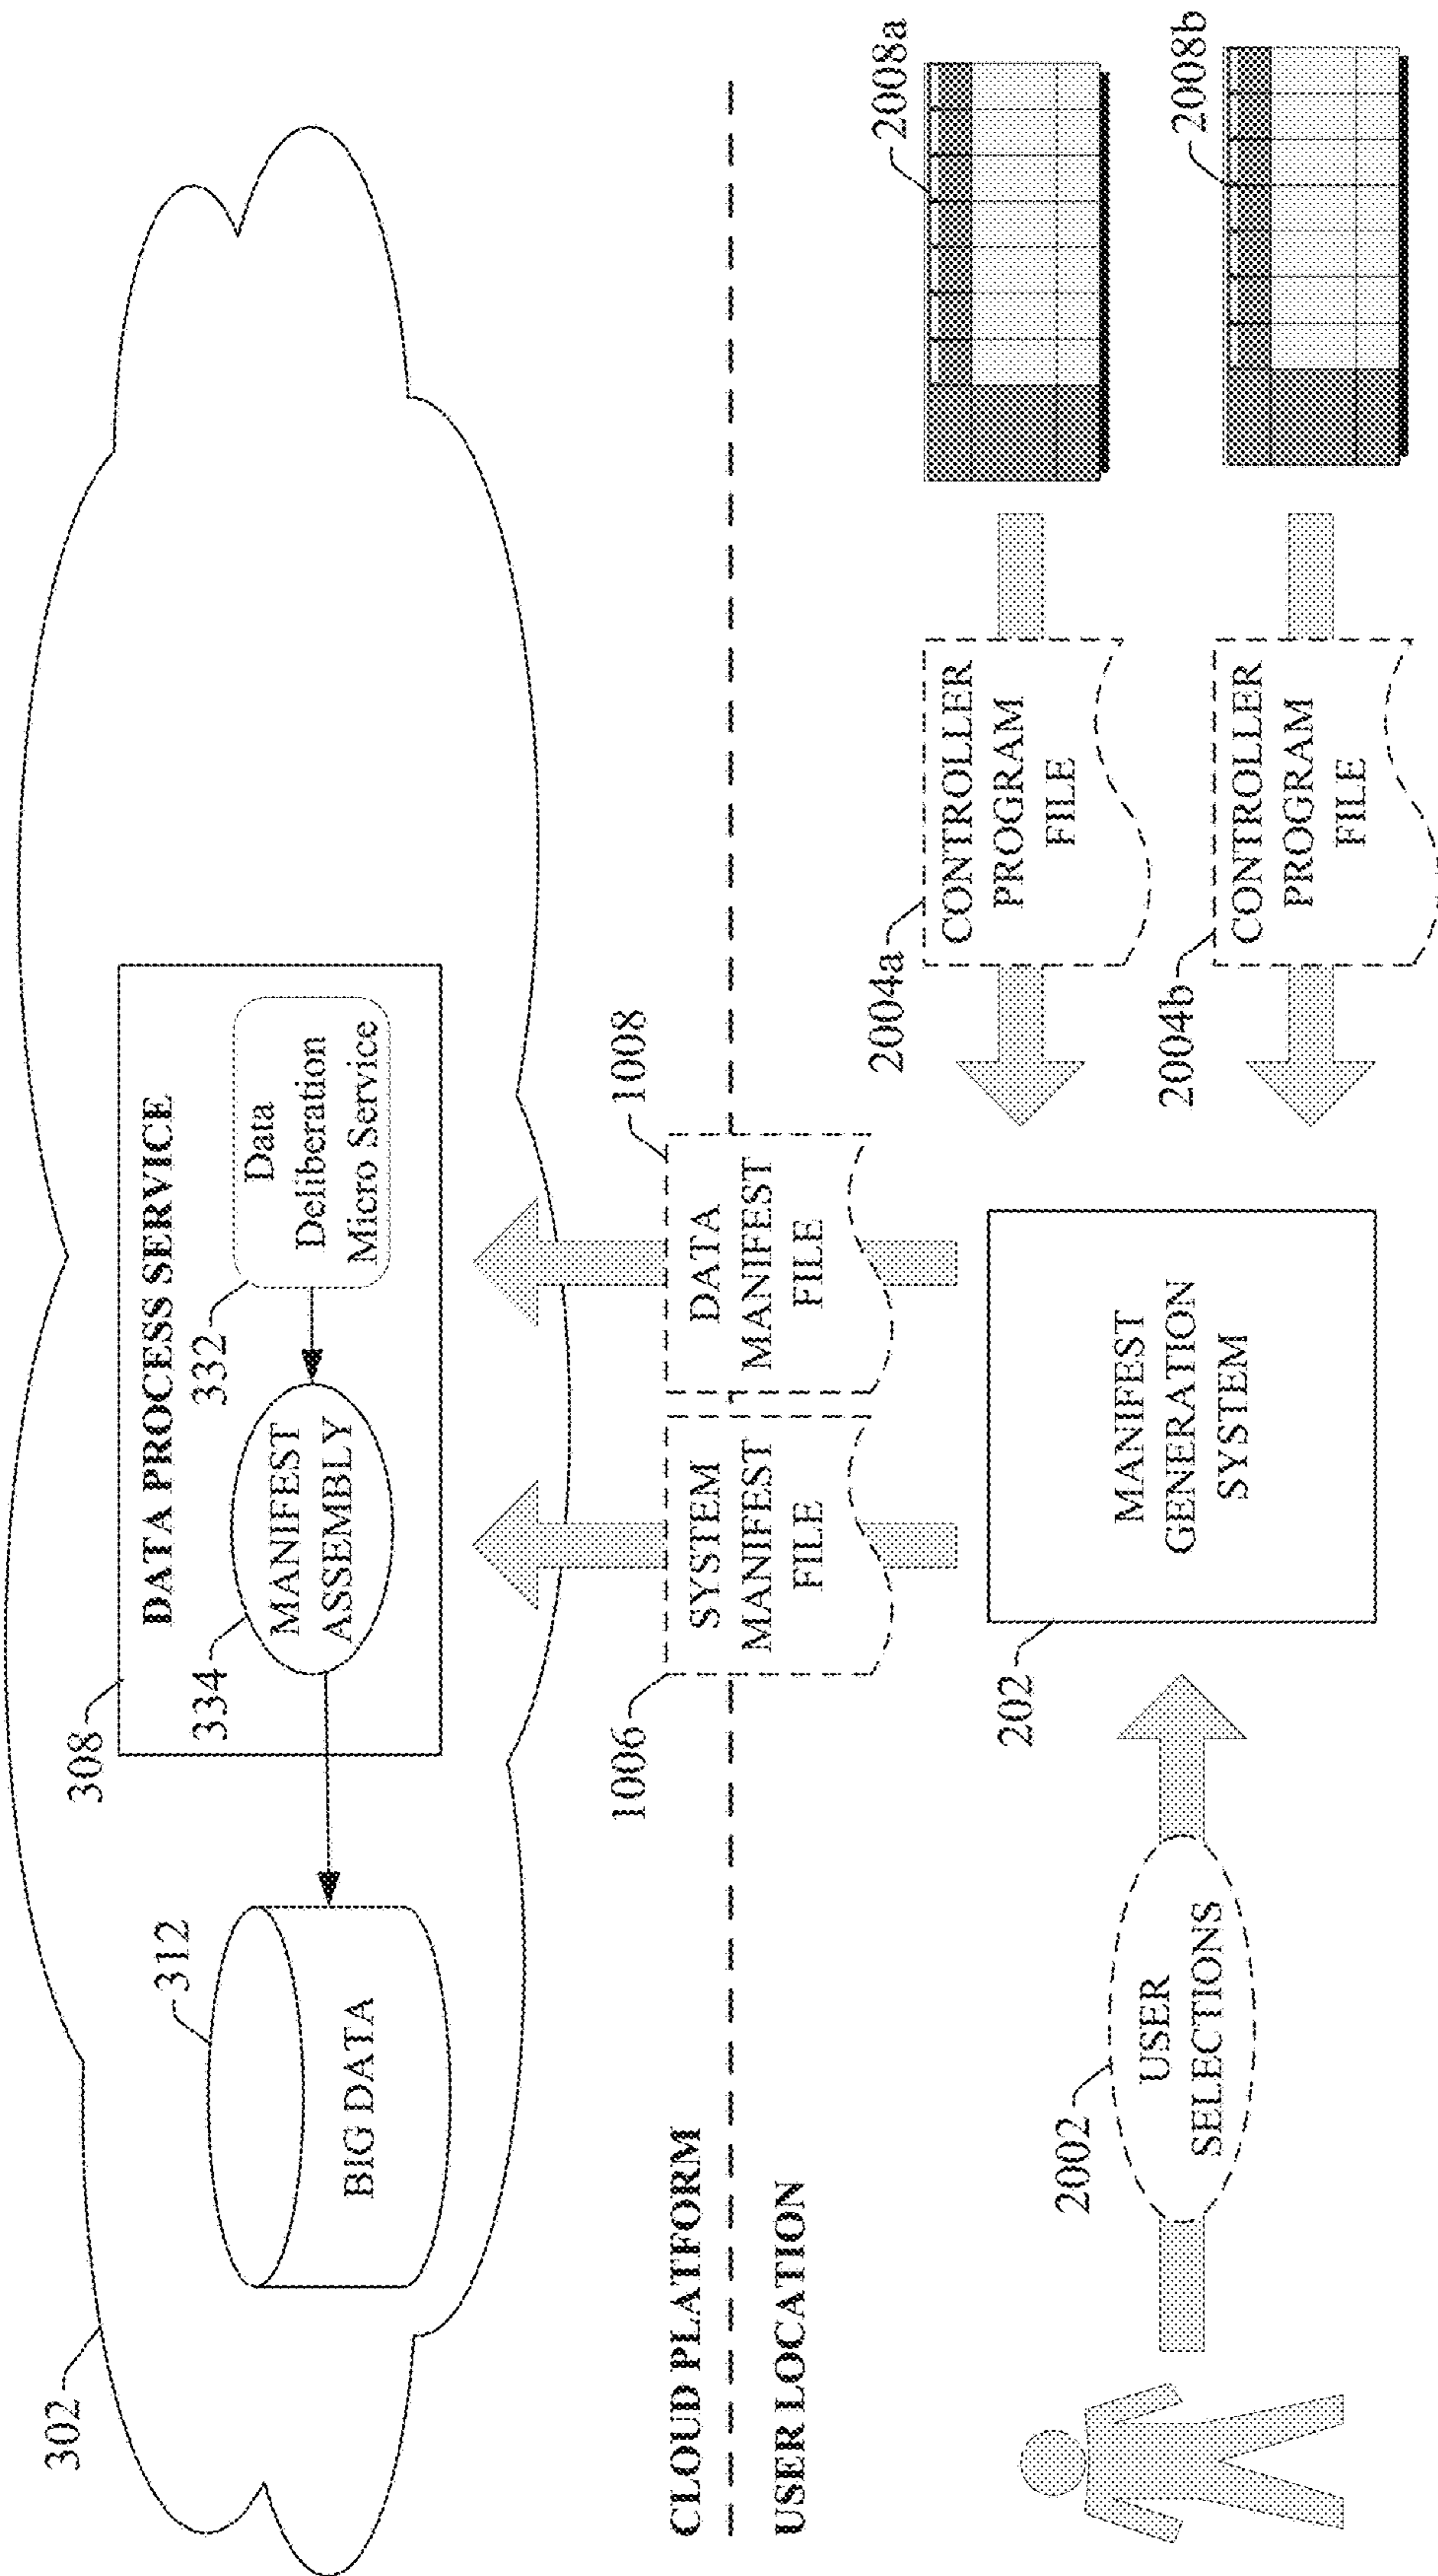 302
312
BIG DATA
308
DATA PROCESS SERVICE
334
MANIFEST
ASSEMBLY
332
Data
Deliberation
Micro Service
CLOUD PLATFORM
USER LOCATION
1006
SYSTEM
MANIFEST
FILE
1008
DATA
MANIFEST
FILE
2002
USER
SELECTIONS
202
MANIFEST
GENERATION
SYSTEM
2004a
CONTROLLER
PROGRAM
FILE
2008a
2004b
CONTROLLER
PROGRAM
FILE
2008b